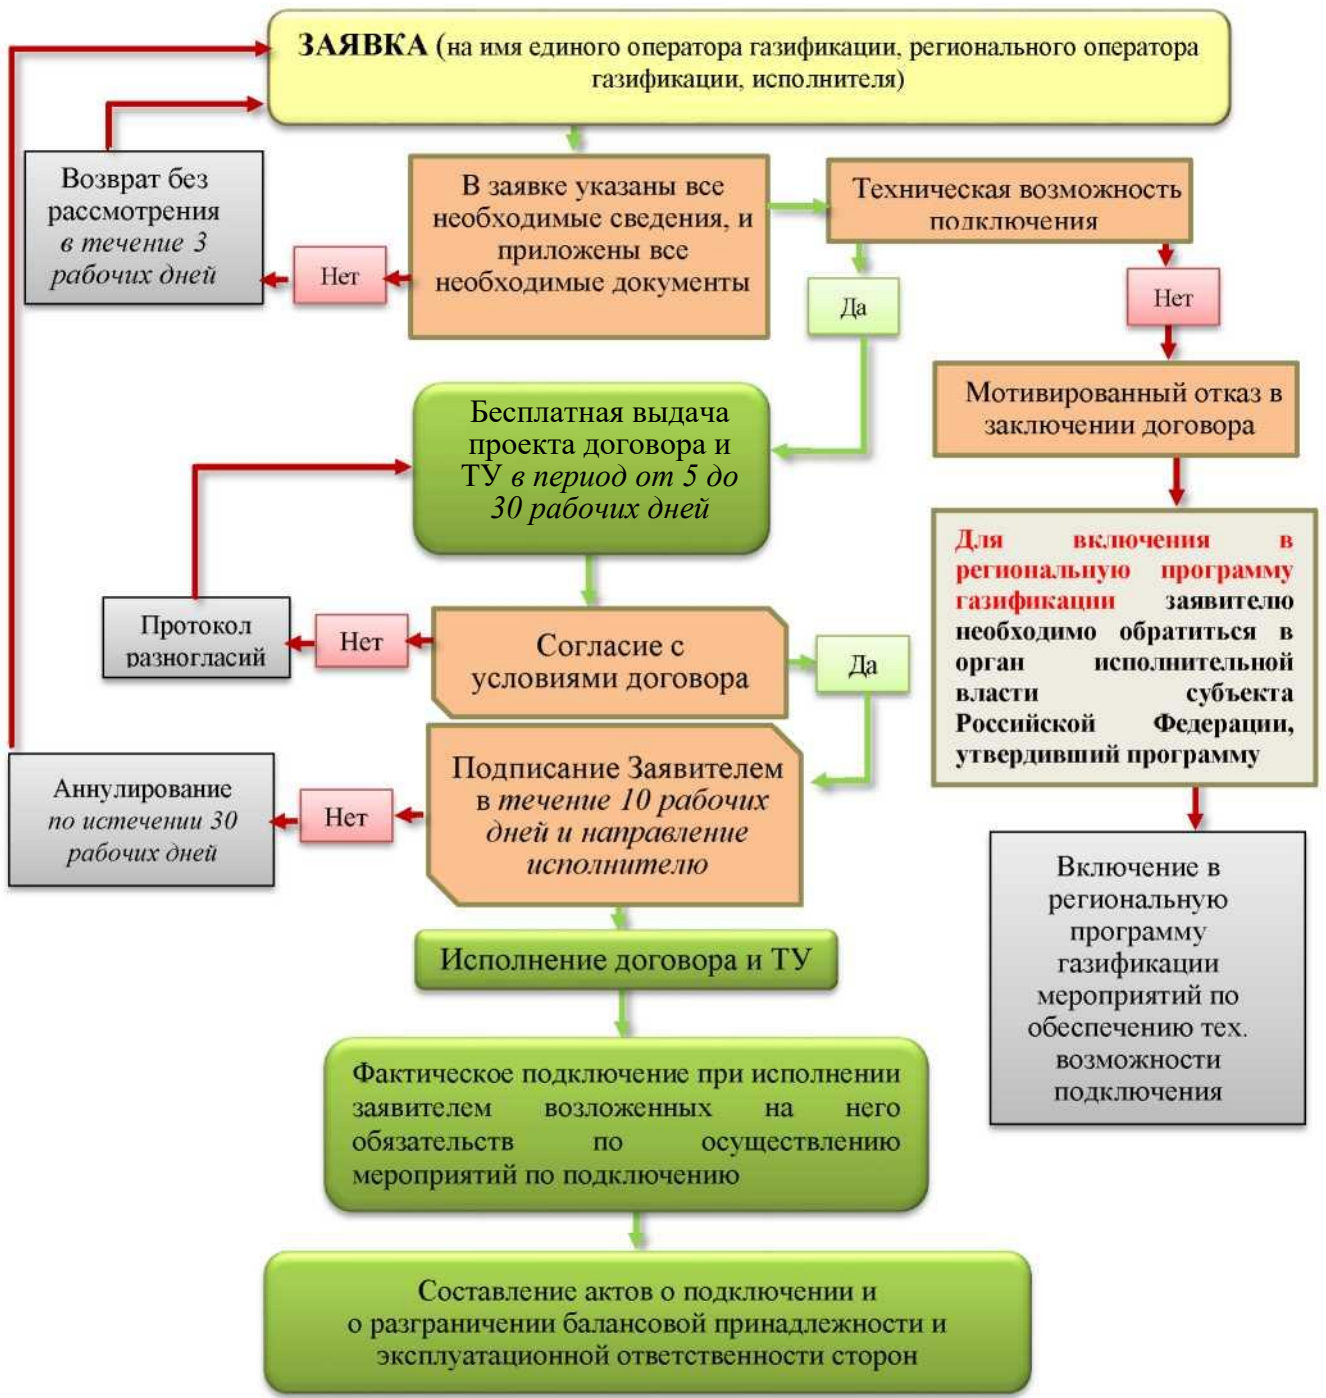 ЗАЯВКА (на имя единого оператора газификации, регионального оператора
газификации, исполнителя)
Возврат без
рассмотрения
в течение 3
рабочих дней
Нет
В заявке указаны все
необходимые сведения, и
приложены все
необходимые документы
Техническая возможность
подключения
Да
Нет
Мотивированный отказ в
заключении договора
Бесплатная выдача
проекта договора и
ТУ в период от 5 до
30 рабочих дней
Для включения в
региональную программу
газификации заявителю
необходимо обратиться в
орган исполнительной
власти субъекта
Российской Федерации,
утвердивший программу
Протокол
разногласий
Нет
Согласие с
условиями договора
Да
Аннулирование
по истечении 30
рабочих дней
Нет
Подписание Заявителем
в течение 10 рабочих
дней и направление
исполнителю
Включение в
региональную
программу
газификации
мероприятий по
обеспечению тех.
возможности
подключения
Исполнение договора и ТУ
Фактическое подключение при исполнении
заявителем возложенных на него
обязательств по осуществлению
мероприятий по подключению
Составление актов о подключении и
о разграничении балансовой принадлежности и
эксплуатационной ответственности сторон